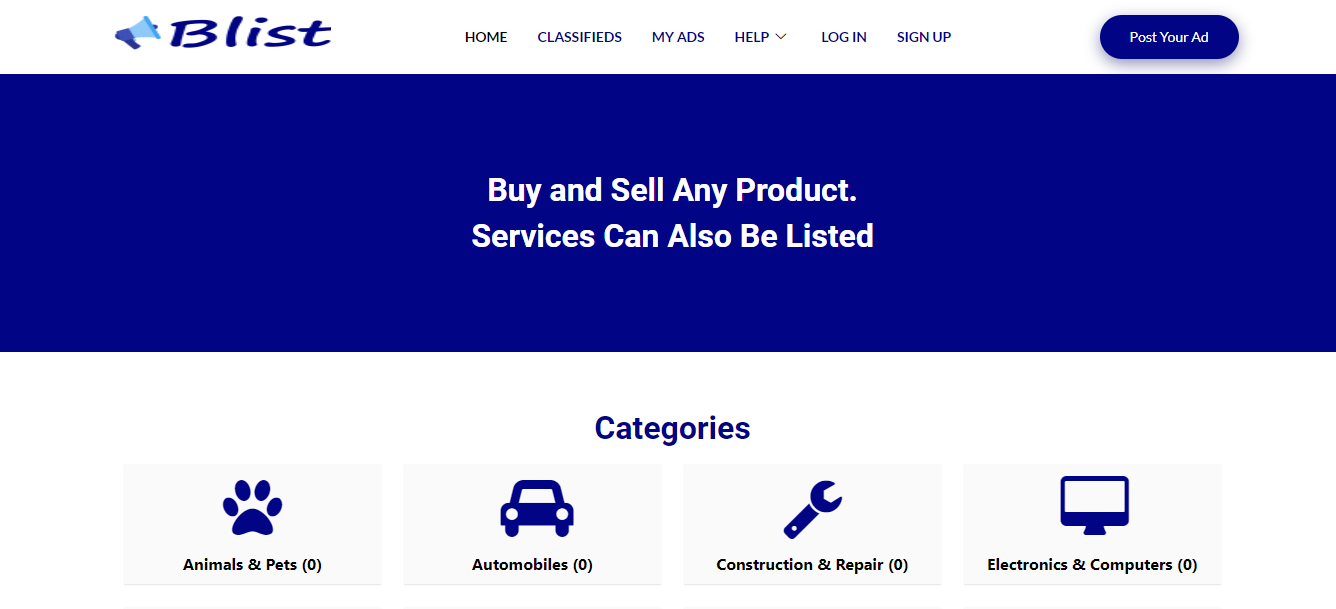 Blist
HOME CLASSIFIEDS MY ADS HELP LOG IN SIGN UP Post Your Ad
Buy and Sell Any Product.
Services Can Also Be Listed
Categories
Animals & Pets (0) Automobiles (0) Construction & Repair (0) Electronics & Computers (0)